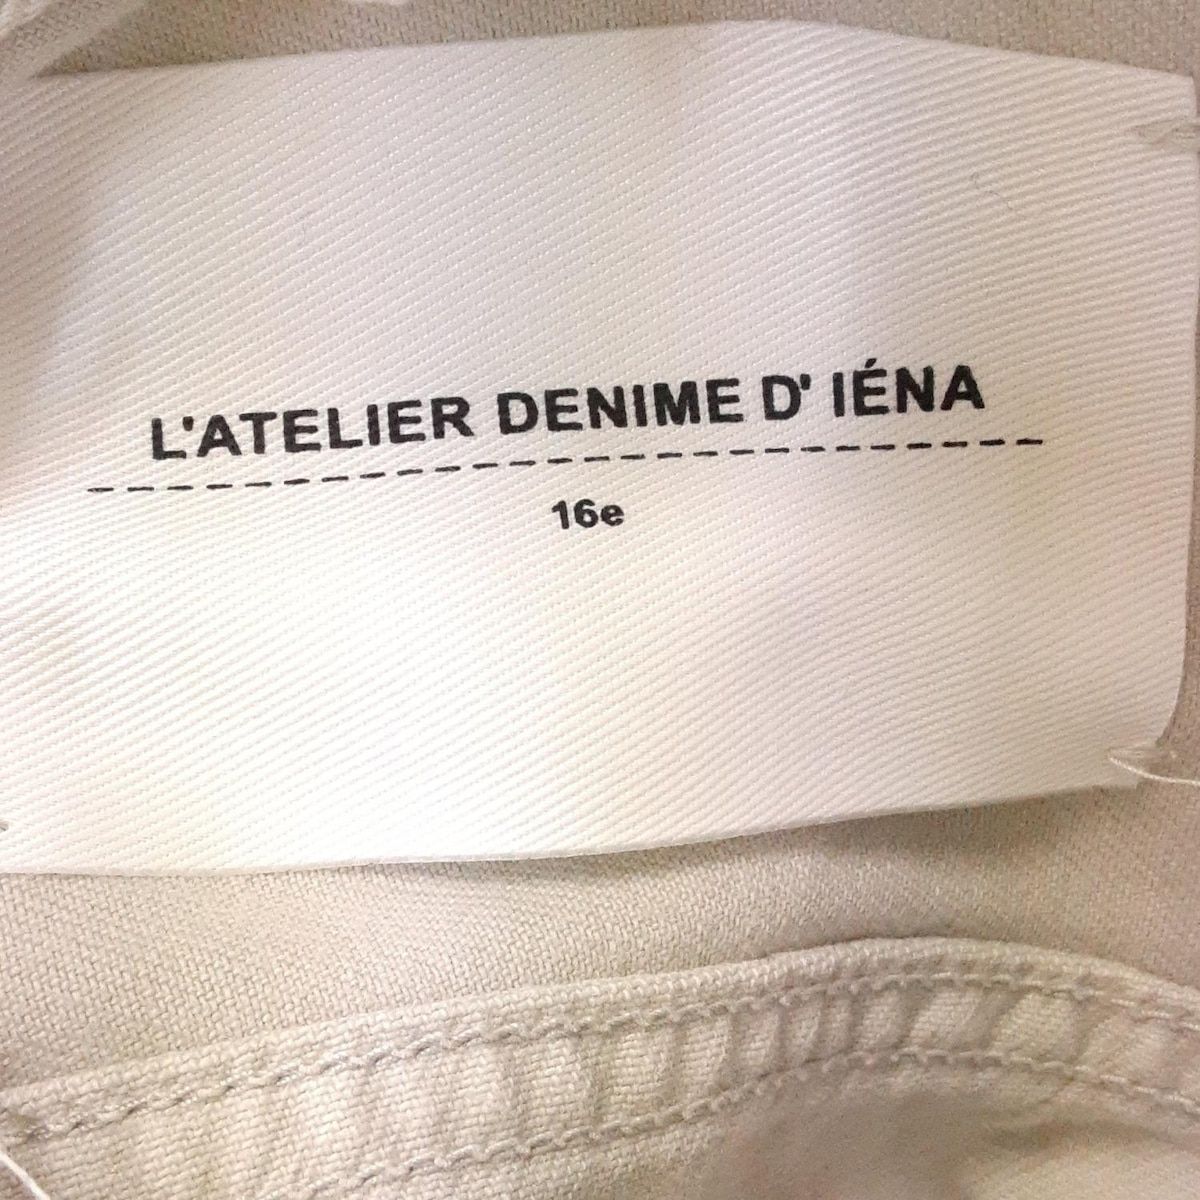 L'ATELIER DENIME D' IÉNA
16e